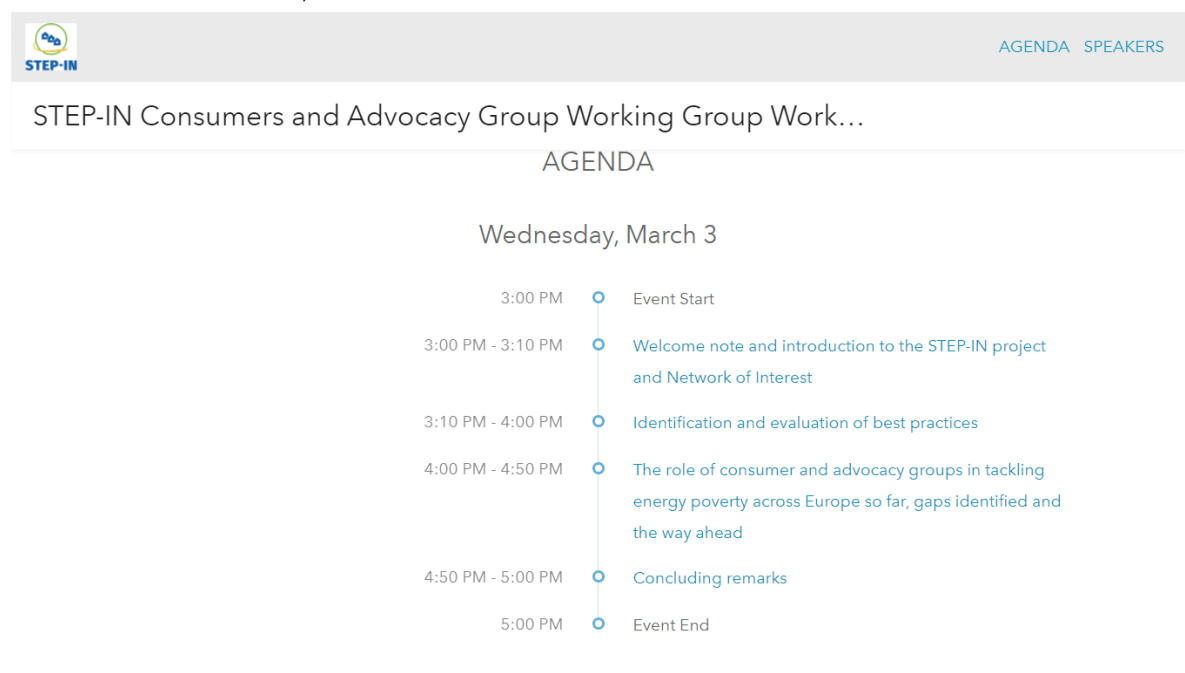 STEP-IN
AGENDA SPEAKERS
STEP-IN Consumers and Advocacy Group Working Group Work...
AGENDA
Wednesday, March 3
3:00 PM Event Start
3:00 PM - 3:10 PM Welcome note and introduction to the STEP-IN project
and Network of Interest
3:10 PM - 4:00 PM Identification and evaluation of best practices
4:00 PM - 4:50 PM The role of consumer and advocacy groups in tackling
energy poverty across Europe so far, gaps identified and
the way ahead
4:50 PM - 5:00 PM Concluding remarks
5:00 PM Event End